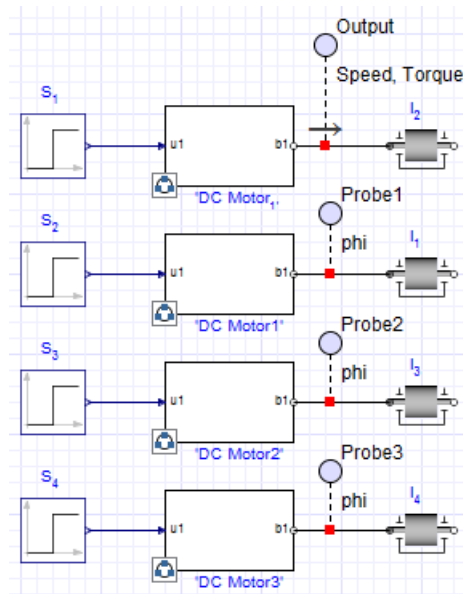 Output
Speed, Torque
S1
I2
u1
b1
"DC Motor1,
Probe1
S2
I1
phi
u1
b1
"DC Motor1"
Probe2
S3
I3
phi
u1
b1
"DC Motor2"
Probe3
S4
I4
phi
u1
b1
"DC Motor3"